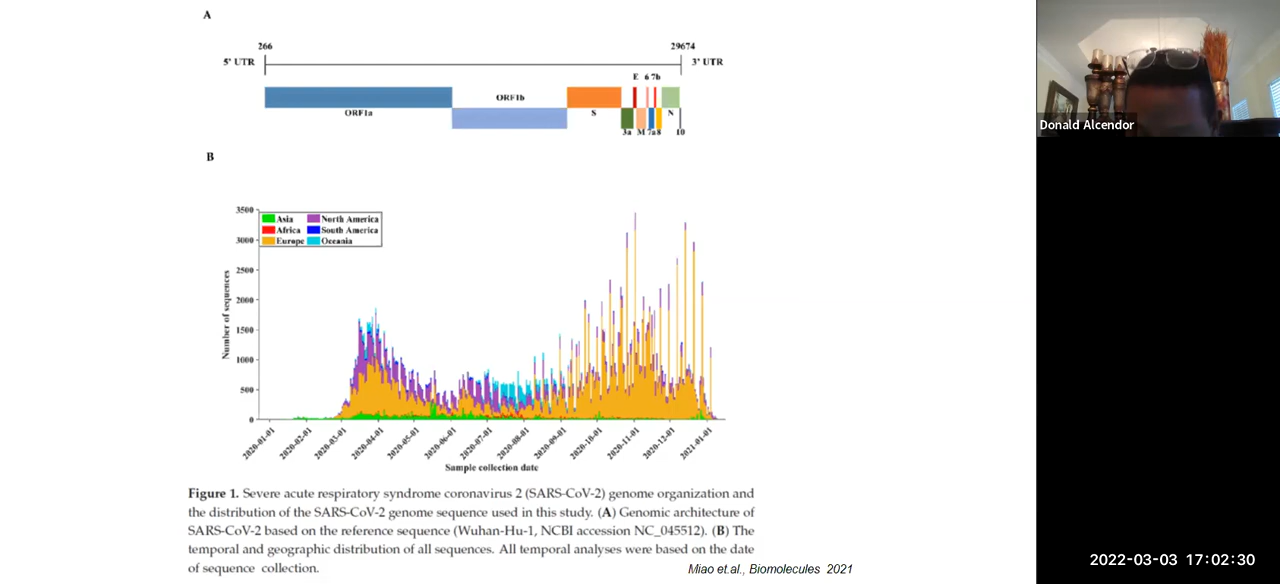 A
266
29674
5' UTR
3' UTR
E 6 7b
ORF1b
ORF1a
S
N
3a M 7a 8
10
B
3500
3000
2500
2000
1500
1000
500
0
Asia
North America
Africa
South America
Europe
Oceania
Number of sequences
2020-01-01
2020-02-01
2020-03-01
2020-04-01
2020-05-01
2020-06-01
2020-07-01
2020-08-01
2020-09-01
2020-10-01
2020-11-01
2020-12-01
2021-01-01
Sample collection date
Figure 1. Severe acute respiratory syndrome coronavirus 2 (SARS-CoV-2) genome organization and
the distribution of the SARS-CoV-2 genome sequence used in this study. (A) Genomic architecture of
SARS-CoV-2 based on the reference sequence (Wuhan-Hu-1, NCBI accession NC_045512). (B) The
temporal and geographic distribution of all sequences. All temporal analyses were based on the date
of sequence collection.
Miao et.al., Biomolecules 2021
Donald Alcendor
2022-03-03 17:02:30